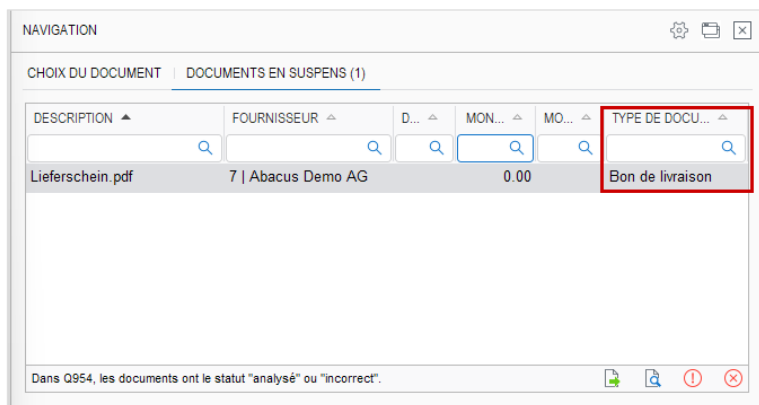 NAVIGATION
CHOIX DU DOCUMENT DOCUMENTS EN SUSPENS (1)
DESCRIPTION FOURNISSEUR D... MON... MO... TYPE DE DOCU...
Lieferschein.pdf 7 | Abacus Demo AG 0.00 Bon de livraison
Dans Q954, les documents ont le statut "analysé" ou "incorrect".